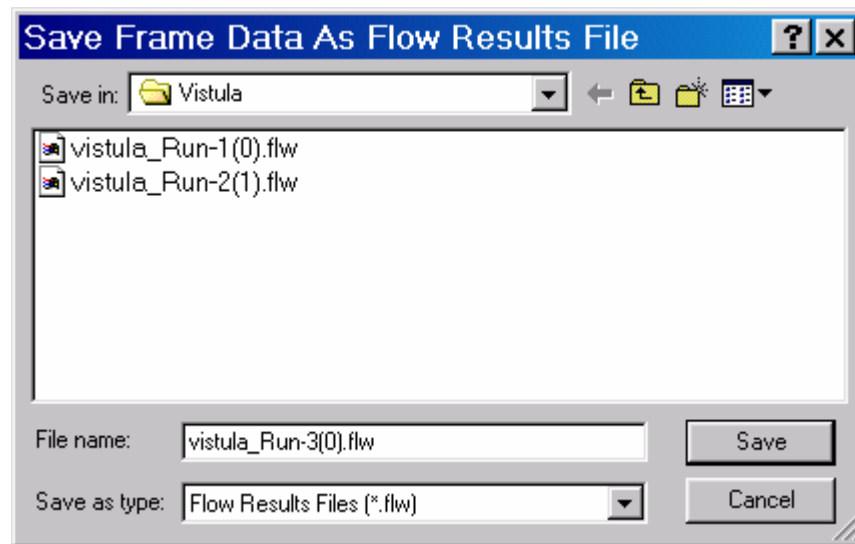 Save Frame Data As Flow Results File
Save in: Vistula
vistula_Run-1(0).flw
vistula_Run-2(1).flw
File name: vistula_Run-3(0).flw Save
Save as type: Flow Results Files (*.flw) Cancel